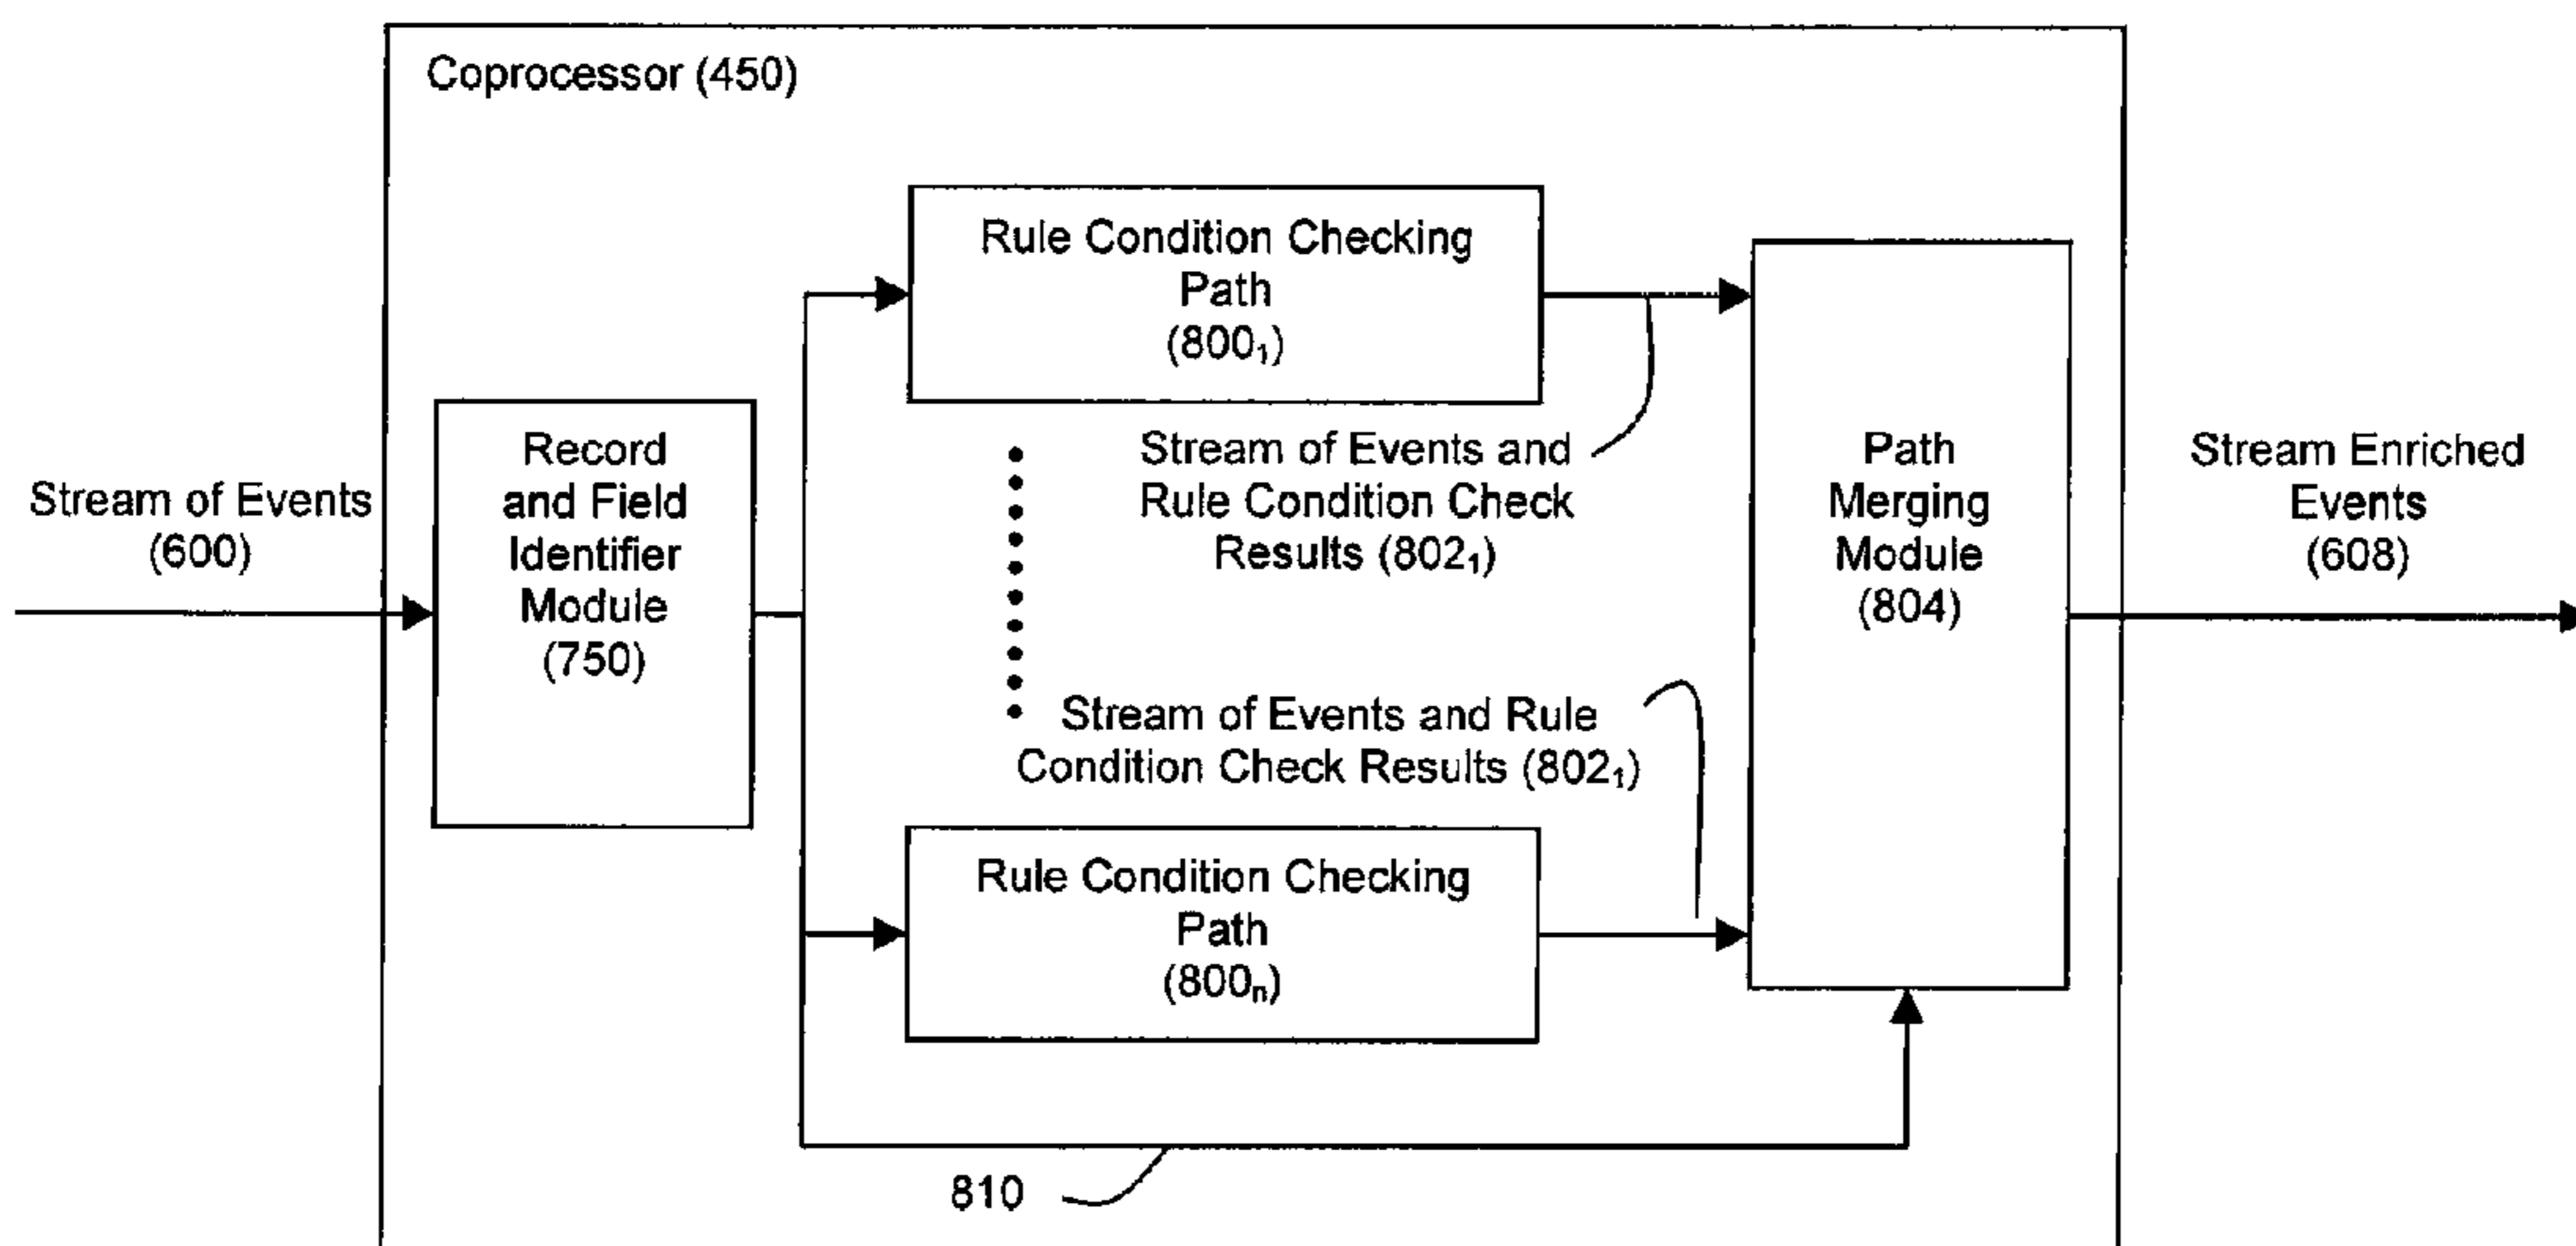 Coprocessor (450)
Stream of Events
(600)
Record
and Field
Identifier
Module
(750)
Rule Condition Checking
Path
(800₁)
Stream of Events and
Rule Condition Check
Results (802₁)
Stream of Events and Rule
Condition Check Results (802₁)
Rule Condition Checking
Path
(800ₙ)
810
Path
Merging
Module
(804)
Stream Enriched
Events
(608)